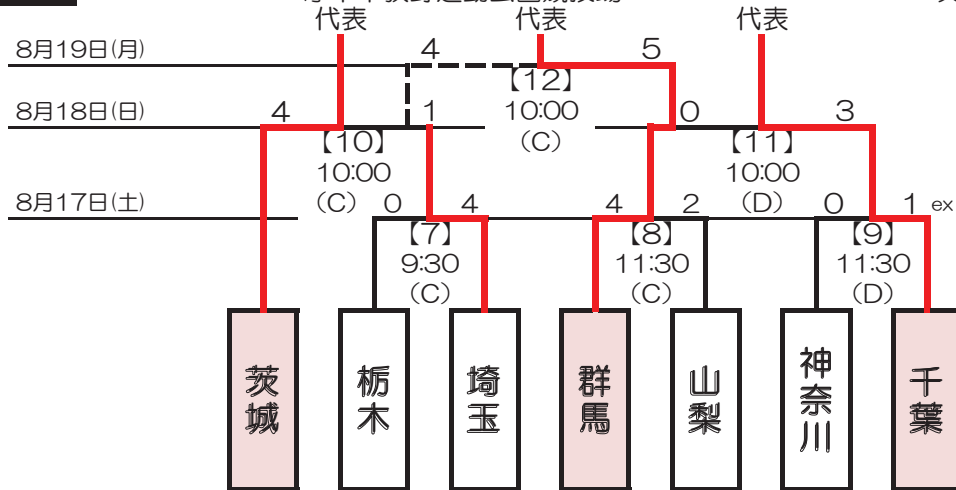 代表 代表 代表
8月19日(月) 4 5
【12】
8月18日(日) 4 1 10:00 0 3
【10】 (C) 【11】
10:00 10:00
8月17日(土) (C) 0 4 4 2 (D) 0 1 ex
【7】 【8】 【9】
9:30 11:30 11:30
(C) (C) (D)
茨城 栃木 埼玉 群馬 山梨 神奈川 千葉